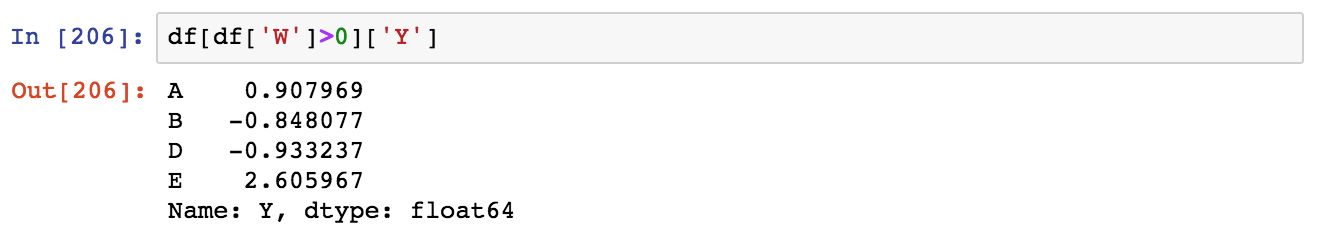 In [206]: df[df['W']>0]['Y']
Out[206]: A 0.907969
B -0.848077
D -0.933237
E 2.605967
Name: Y, dtype: float64